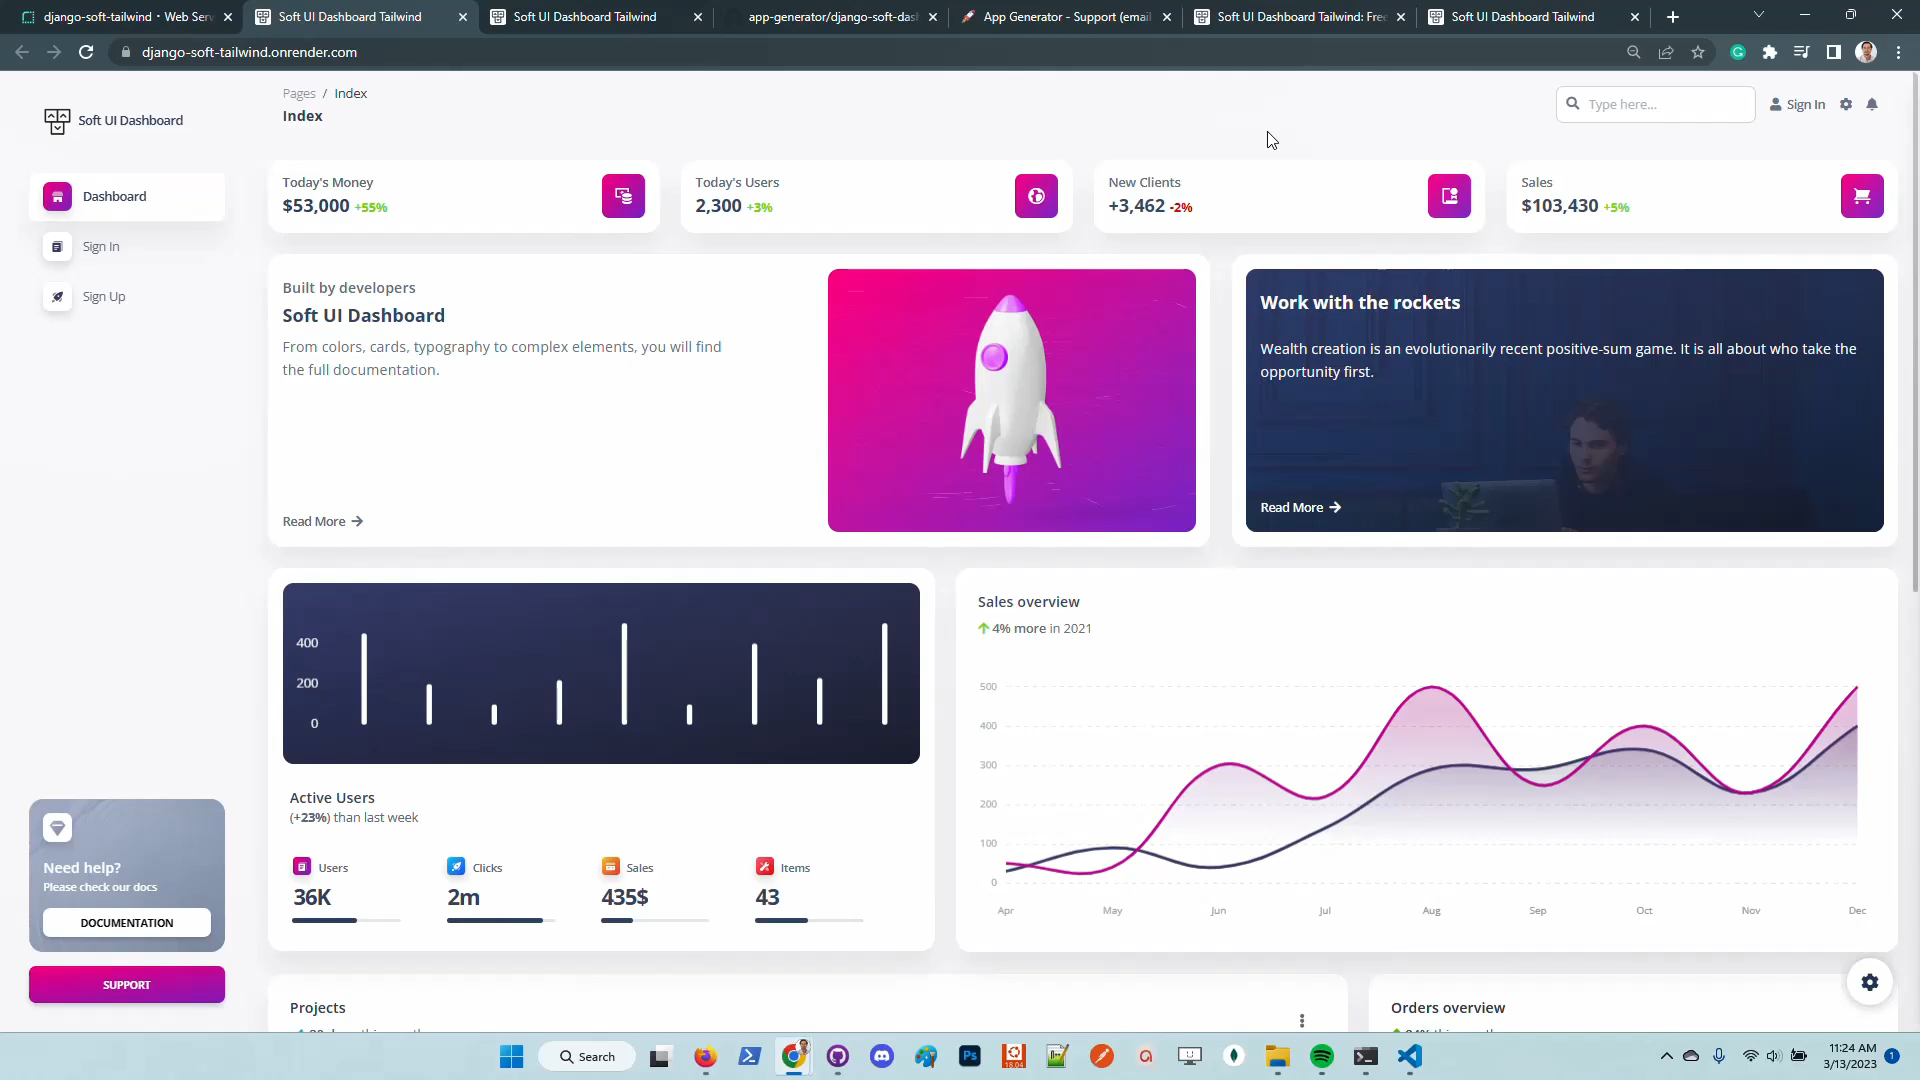 django-soft-tailwind · Web Serv
Soft UI Dashboard Tailwind
Soft UI Dashboard Tailwind
app-generator/django-soft-dash
App Generator - Support (email
Soft UI Dashboard Tailwind: Free
Soft UI Dashboard Tailwind
django-soft-tailwind.onrender.com
Soft UI Dashboard
Pages / Index
Index
Type here...
Sign In
Dashboard
Sign In
Sign Up
Today's Money
$53,000 +55%
Today's Users
2,300 +3%
New Clients
+3,462 -2%
Sales
$103,430 +5%
Built by developers
Soft UI Dashboard
From colors, cards, typography to complex elements, you will find
the full documentation.
Read More
Work with the rockets
Wealth creation is an evolutionarily recent positive-sum game. It is all about who take the
opportunity first.
Read More
400
200
0
Active Users
(+23%) than last week
Users
36K
Clicks
2m
Sales
435$
Items
43
Sales overview
4% more in 2021
500
400
300
200
100
0
Apr May Jun Jul Aug Sep Oct Nov Dec
Need help?
Please check our docs
DOCUMENTATION
SUPPORT
Projects
Orders overview
Search
Ps
18.04
11:24 AM
3/13/2023
1